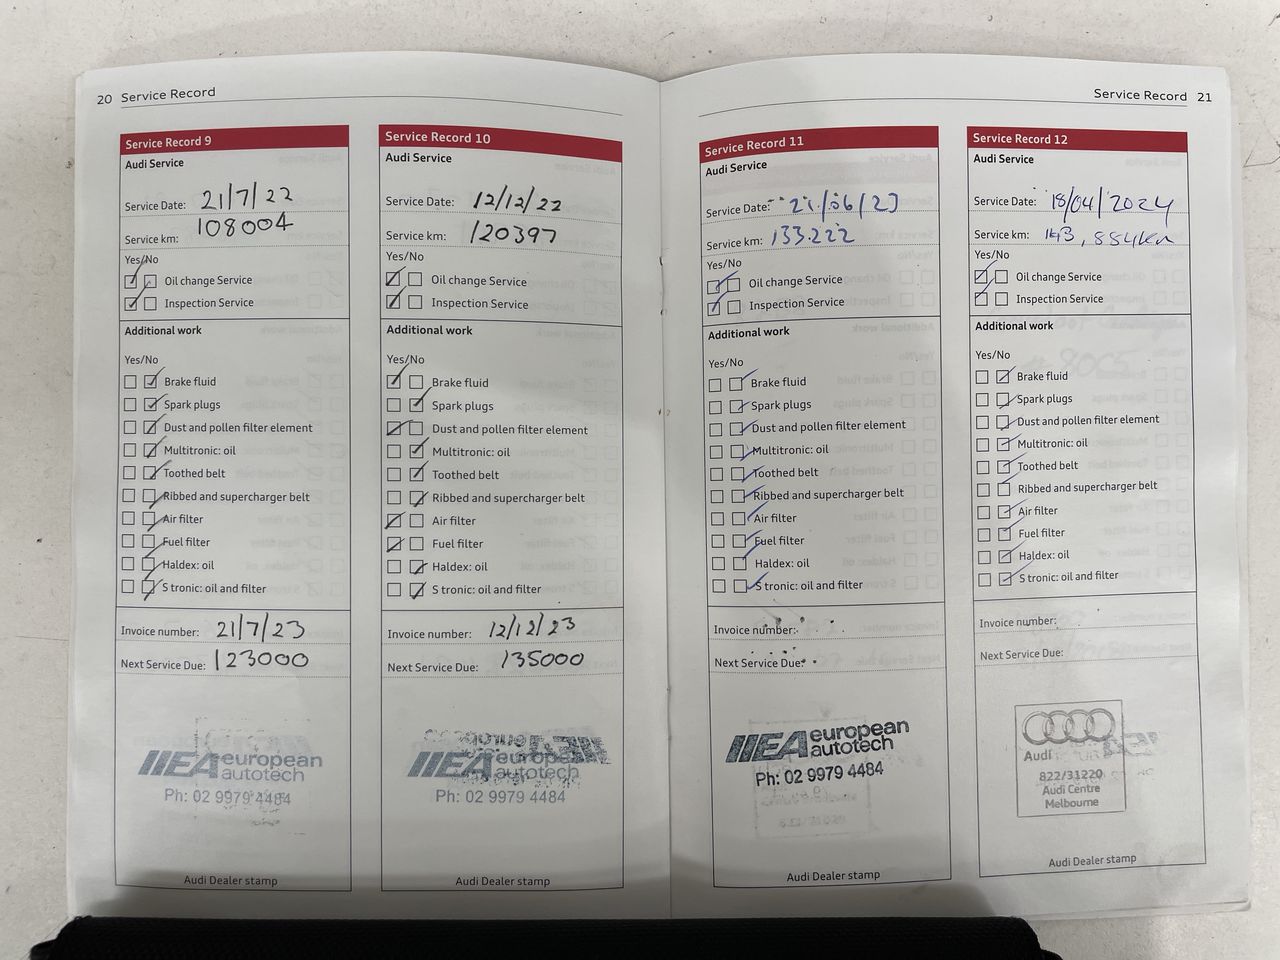 20 Service Record
Service Record 9
Audi Service
Service Date: 21/7/22
Service km: 108004
Yes/No
Oil change Service
Inspection Service
Additional work
Yes/No
Brake fluid
Spark plugs
Dust and pollen filter element
Multitronic: oil
Toothed belt
Ribbed and supercharger belt
Air filter
Fuel filter
Haldex: oil
S tronic: oil and filter
Invoice number: 21/7/23
Next Service Due: 123000
european
autotech
Ph: 02 9979 4484
Audi Dealer stamp
Service Record 10
Audi Service
Service Date: 12/12/22
Service km: 120397
Yes/No
Oil change Service
Inspection Service
Additional work
Yes/No
Brake fluid
Spark plugs
Dust and pollen filter element
Multitronic: oil
Toothed belt
Ribbed and supercharger belt
Air filter
Fuel filter
Haldex: oil
S tronic: oil and filter
Invoice number: 12/12/23
Next Service Due: 135000
european
autotech
Ph: 02 9979 4484
Audi Dealer stamp
Service Record 21
Service Record 11
Audi Service
Service Date: 21/06/23
Service km: 133.222
Yes/No
Oil change Service
Inspection Service
Additional work
Yes/No
Brake fluid
Spark plugs
Dust and pollen filter element
Multitronic: oil
Toothed belt
Ribbed and supercharger belt
Air filter
Fuel filter
Haldex: oil
S tronic: oil and filter
Invoice number:
Next Service Due:
IIEA european
autotech
Ph: 02 9979 4484
Audi Dealer stamp
Service Record 12
Audi Service
Service Date: 18/04/2024
Service km: 143,884km
Yes/No
Oil change Service
Inspection Service
Additional work
Yes/No
Brake fluid
Spark plugs
Dust and pollen filter element
Multitronic: oil
Toothed belt
Ribbed and supercharger belt
Air filter
Fuel filter
Haldex: oil
S tronic: oil and filter
Invoice number:
Next Service Due:
Audi
822/31220
Audi Centre
Melbourne
Audi Dealer stamp